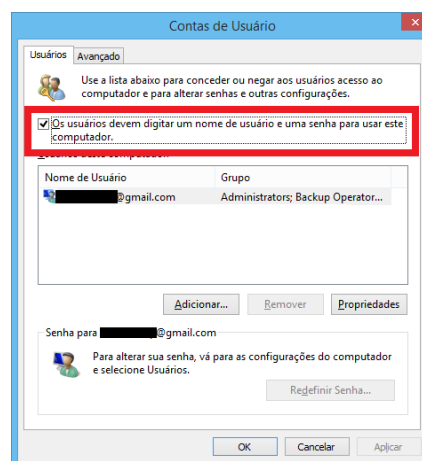 Contas de Usuário
Usuários
Avançado
Use a lista abaixo para conceder ou negar aos usuários acesso ao
computador e para alterar senhas e outras configurações.
Os usuários devem digitar um nome de usuário e uma senha para usar este
computador.
Nome de Usuário
Grupo
@gmail.com
Administrators; Backup Operator...
Adicionar...
Remover
Propriedades
Senha para @gmail.com
Para alterar sua senha, vá para as configurações do computador
e selecione Usuários.
Redefinir Senha...
OK
Cancelar
Aplicar